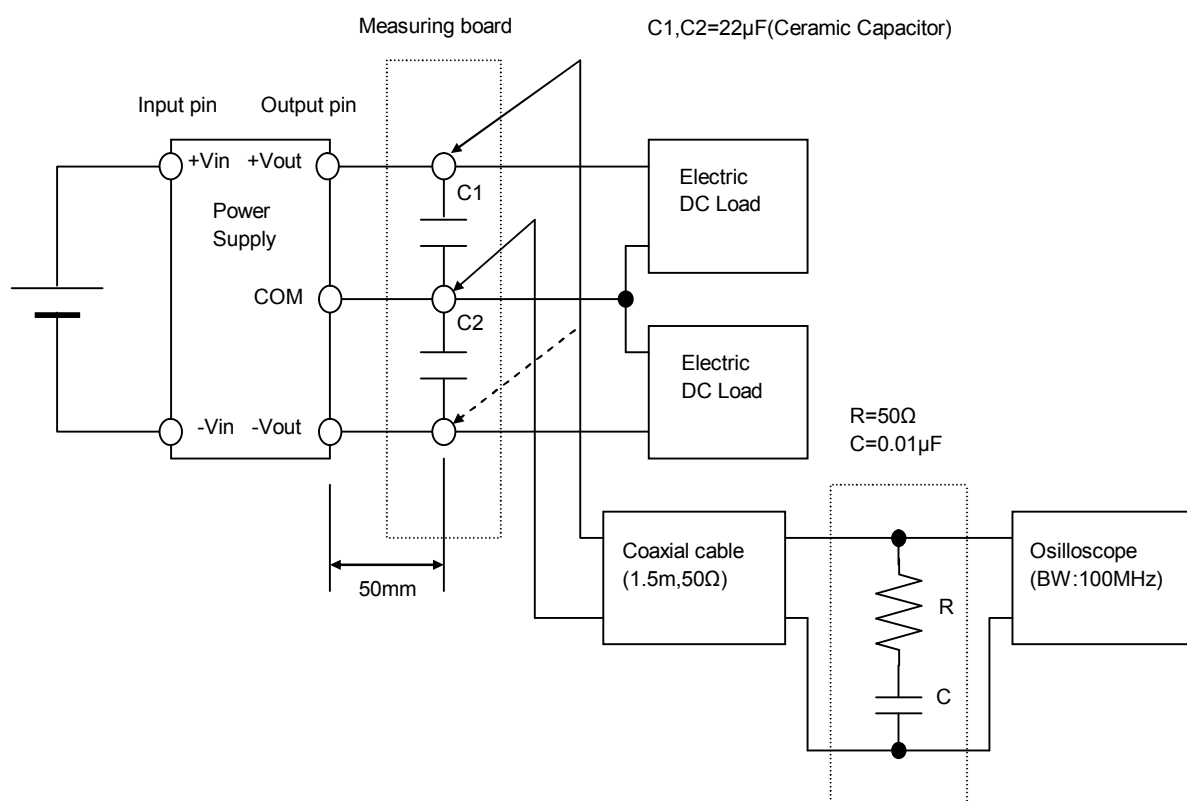 Measuring board
C1,C2=22µF(Ceramic Capacitor)
Input pin
Output pin
+Vin
+Vout
C1
Electric
DC Load
Power
Supply
COM
C2
Electric
DC Load
-Vin
-Vout
R=50Ω
C=0.01µF
50mm
Coaxial cable
(1.5m,50Ω)
R
C
Osilloscope
(BW:100MHz)